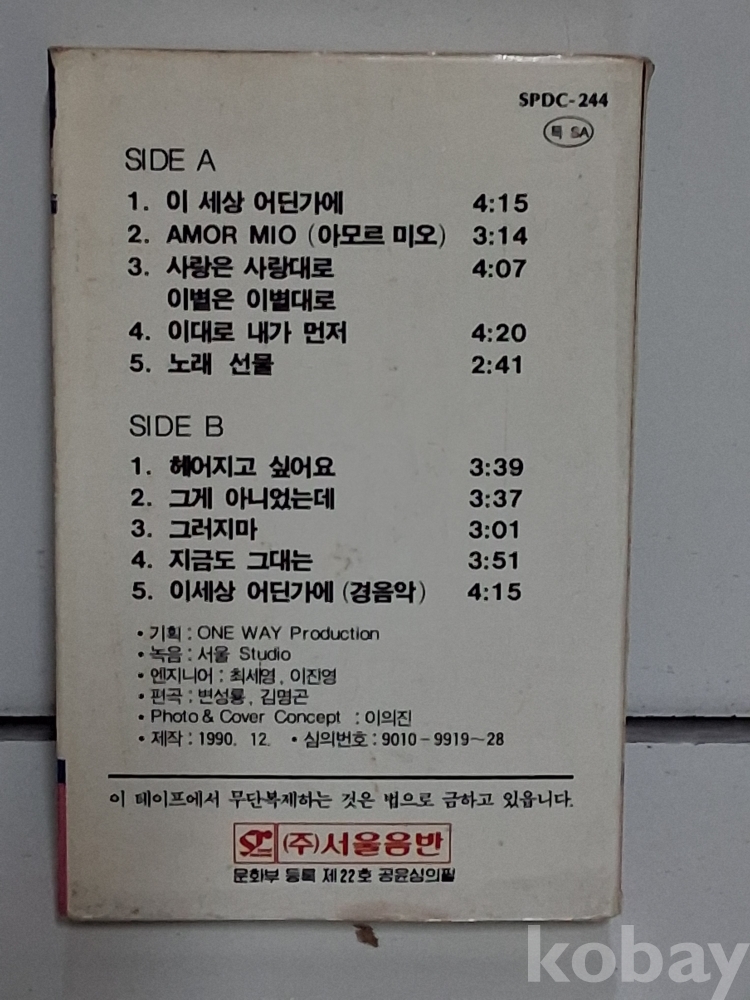 SPDC-244
특 SA
SIDE A
1. 이 세상 어딘가에 4:15
2. AMOR MIO (아모르 미오) 3:14
3. 사랑은 사랑대로 4:07
이별은 이별대로
4. 이대로 내가 먼저 4:20
5. 노래 선물 2:41
SIDE B
1. 헤어지고 싶어요 3:39
2. 그게 아니었는데 3:37
3. 그러지마 3:01
4. 지금도 그대는 3:51
5. 이세상 어딘가에 (경음악) 4:15
• 기획 : ONE WAY Production
• 녹음 : 서울 Studio
• 엔지니어 : 최세영, 이진영
• 편곡 : 변성룡, 김명곤
• Photo & Cover Concept : 이의진
• 제작 : 1990. 12. • 심의번호 : 9010-9919~28
이 테이프에서 무단복제하는 것은 법으로 금하고 있읍니다.
(주)서울음반
문화부 등록 제22호 공윤심의필
kobay